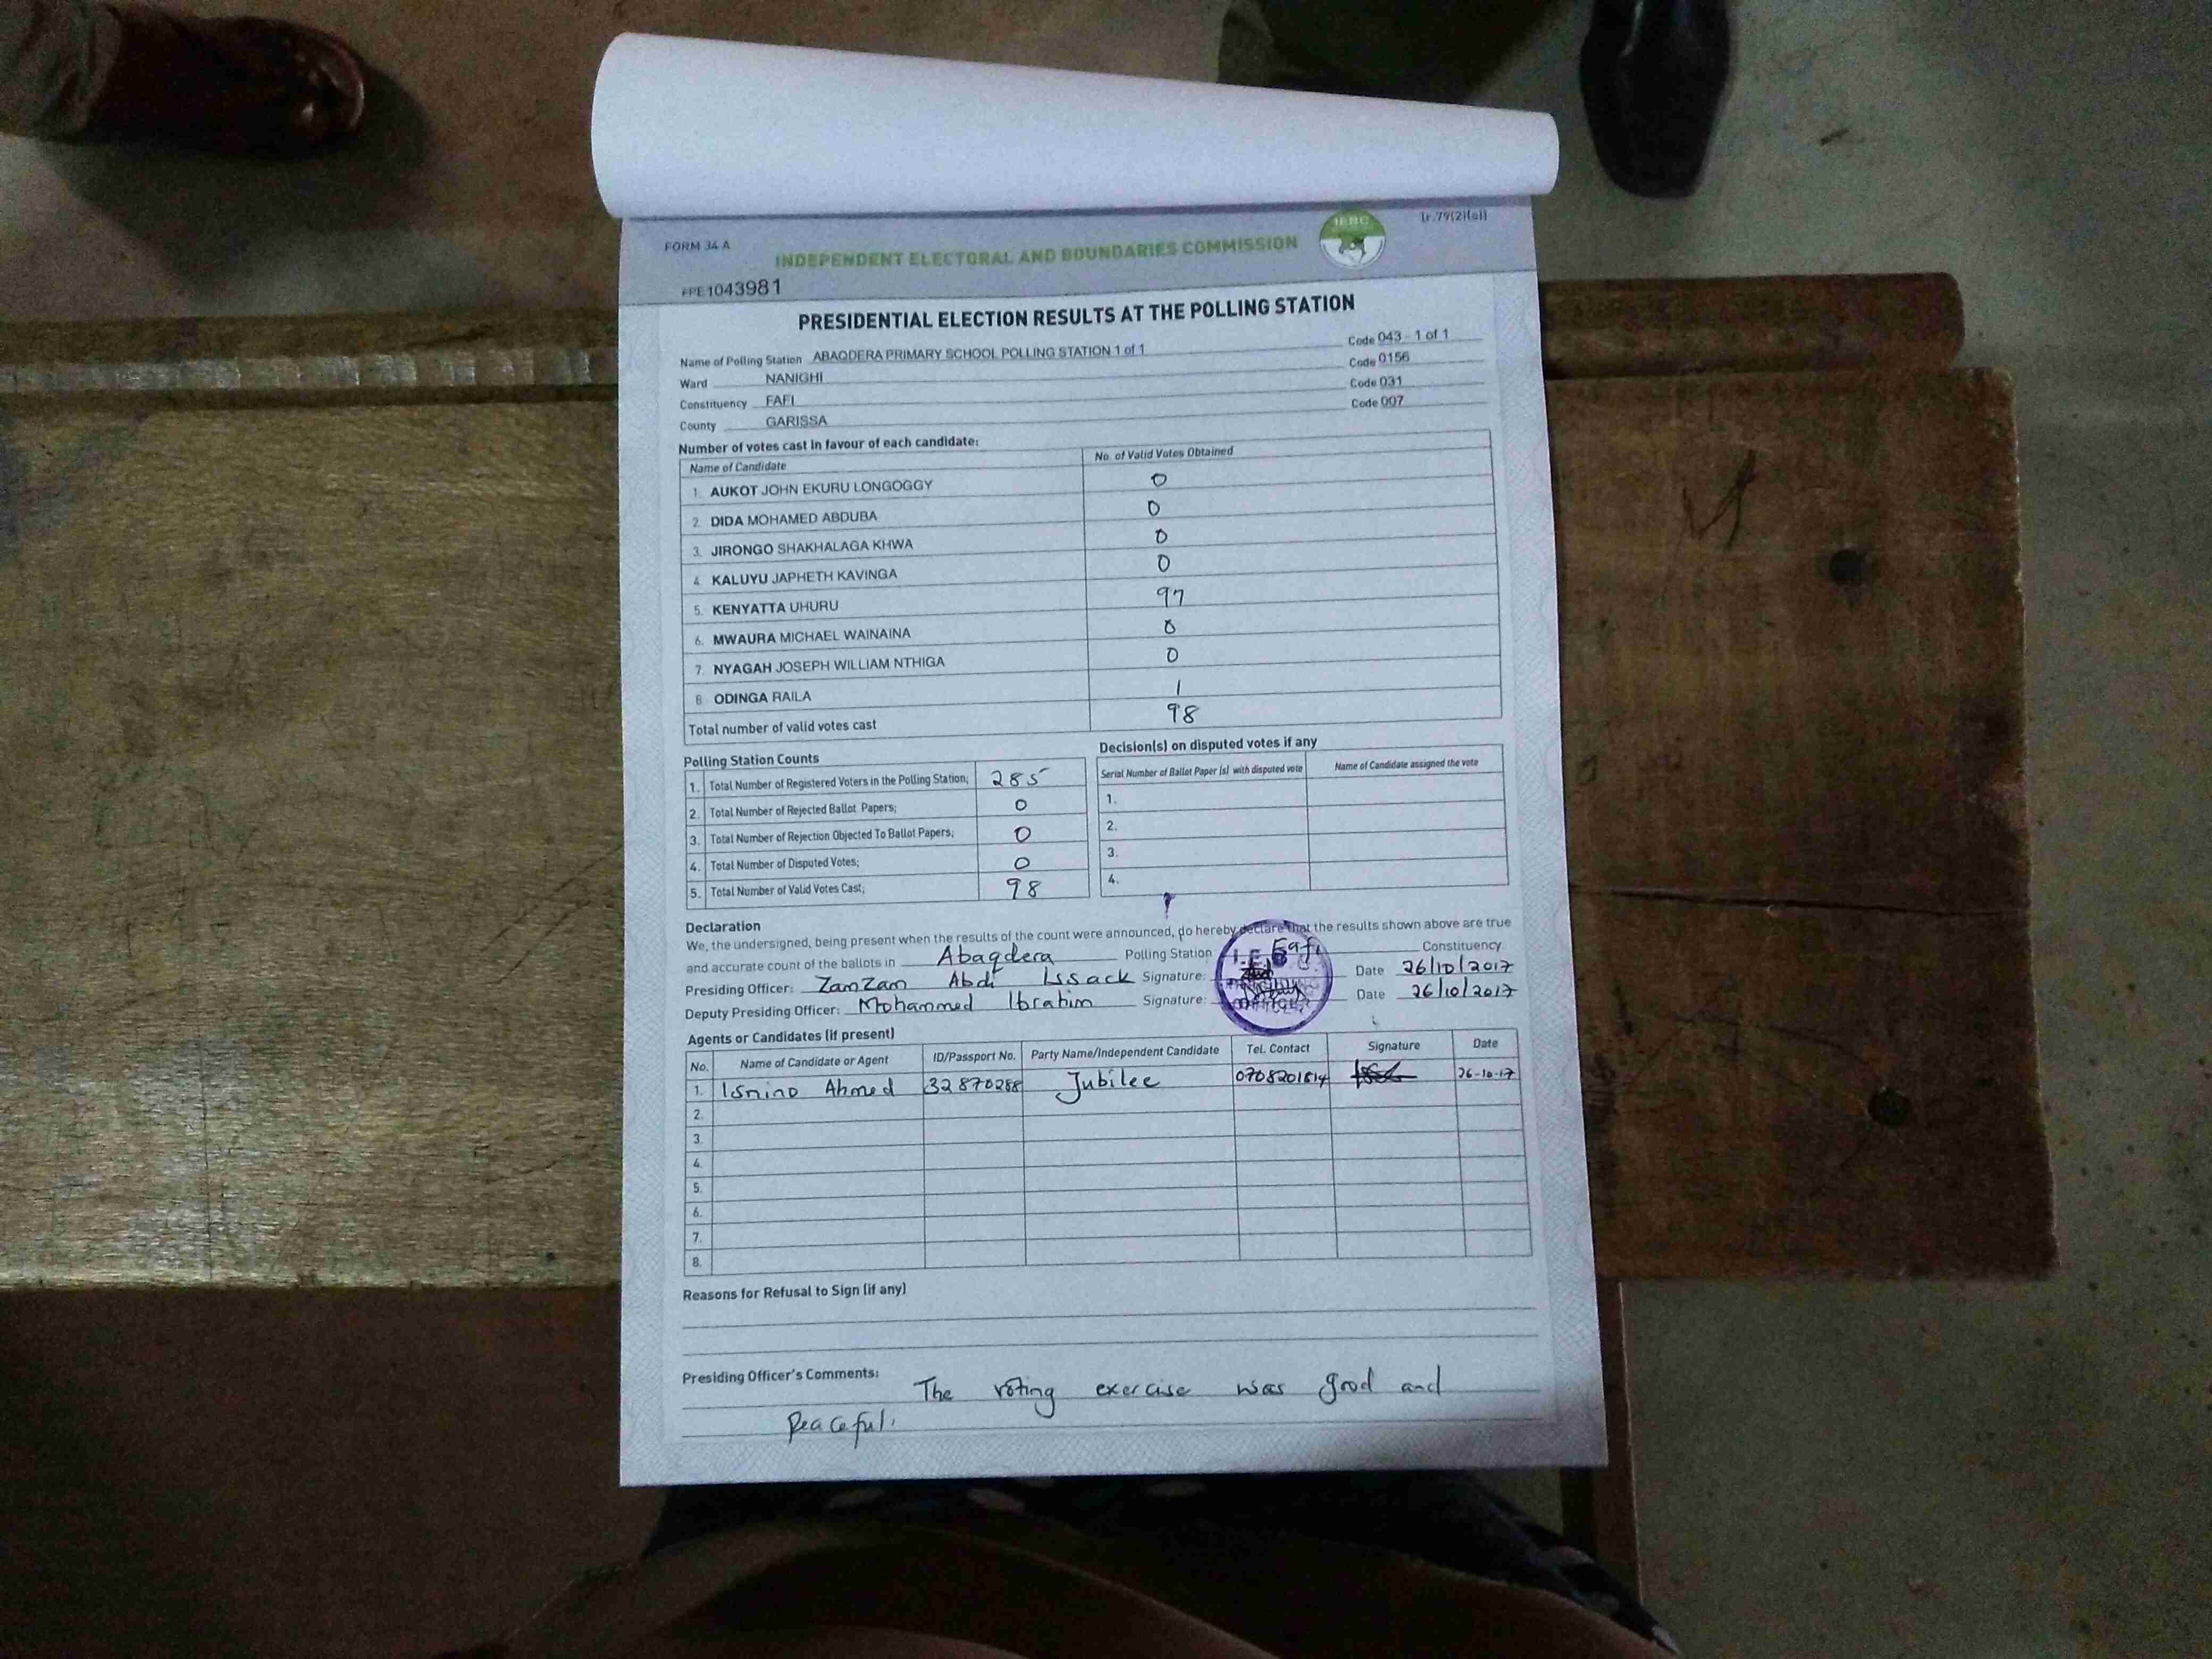 FORM 34 A
INDEPENDENT ELECTORAL AND BOUNDARIES COMMISSION
IEBC
(r.79(2)(a))
FPE1043981
PRESIDENTIAL ELECTION RESULTS AT THE POLLING STATION
Name of Polling Station ABAQDERA PRIMARY SCHOOL POLLING STATION 1 of 1 Code 043 - 1 of 1
Ward NANIGHI Code 0156
Constituency FAFI Code 031
County GARISSA Code 007
Number of votes cast in favour of each candidate:
Name of Candidate No. of Valid Votes Obtained
1. AUKOT JOHN EKURU LONGOGGY 0
2. DIDA MOHAMED ABDUBA 0
3. JIRONGO SHAKHALAGA KHWA 0
4. KALUYU JAPHETH KAVINGA 0
5. KENYATTA UHURU 97
6. MWAURA MICHAEL WAINAINA 0
7. NYAGAH JOSEPH WILLIAM NTHIGA 0
8 ODINGA RAILA 1
Total number of valid votes cast 98
Polling Station Counts
1. Total Number of Registered Voters in the Polling Station; 285
2. Total Number of Rejected Ballot Papers; 0
3. Total Number of Rejection Objected To Ballot Papers; 0
4. Total Number of Disputed Votes; 0
5. Total Number of Valid Votes Cast; 98
Decision(s) on disputed votes if any
Serial Number of Ballot Paper (s) with disputed vote Name of Candidate assigned the vote
1.
2.
3.
4.
Declaration
We, the undersigned, being present when the results of the count were announced, do hereby declare that the results shown above are true
and accurate count of the ballots in Abaqdera Polling Station Fafi Constituency
Presiding Officer: Zamzam Abdi Issack Signature: Date 26/10/2017
Deputy Presiding Officer: Mohammed Ibrahim Signature: Date 26/10/2017
Agents or Candidates (if present)
No. Name of Candidate or Agent ID/Passport No. Party Name/Independent Candidate Tel. Contact Signature Date
1. Isnino Ahmed 32870288 Jubilee 0708201814 26-10-17
2.
3.
4.
5.
6.
7.
8.
Reasons for Refusal to Sign (if any)
Presiding Officer's Comments: The voting exercise was good and
peaceful.